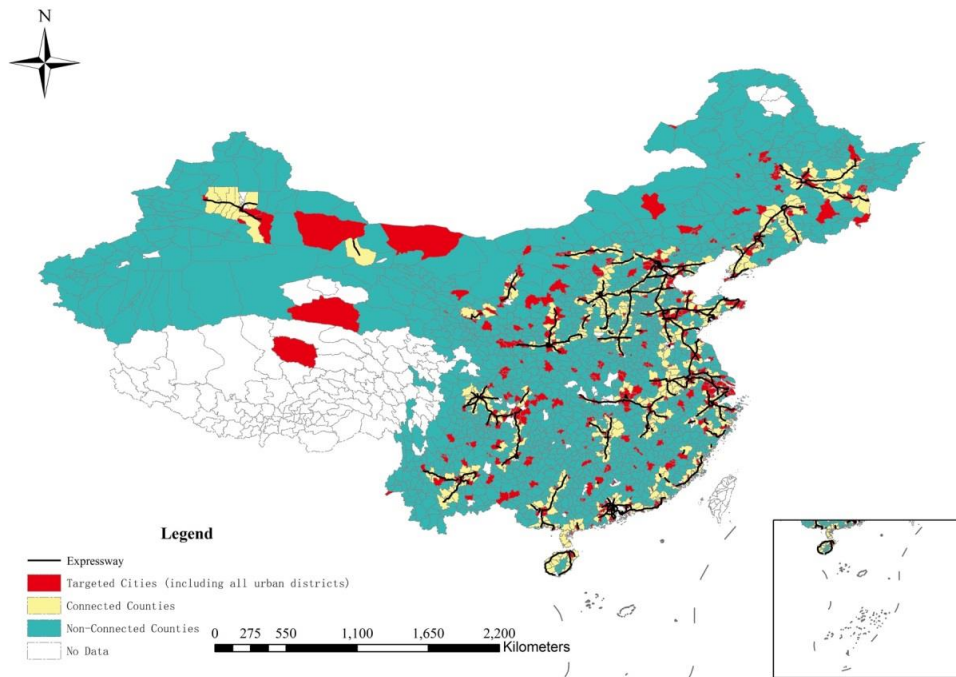 N
Legend
Expressway
Targeted Cities (including all urban districts)
Connected Counties
Non-Connected Counties
No Data
0 275 550 1,100 1,650 2,200
Kilometers